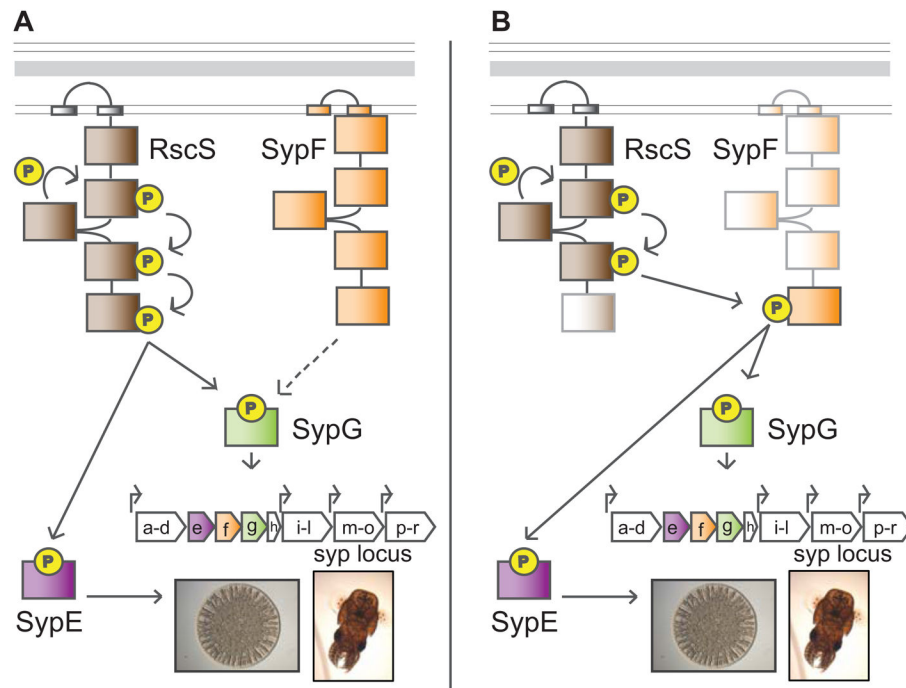 A
RscS
SypF
P
P
P
P
P
SypG
a-d e f g h i-l m-o p-r
syp locus
P
SypE
B
RscS
SypF
P
P
P
P
P
SypG
a-d e f g h i-l m-o p-r
syp locus
P
SypE